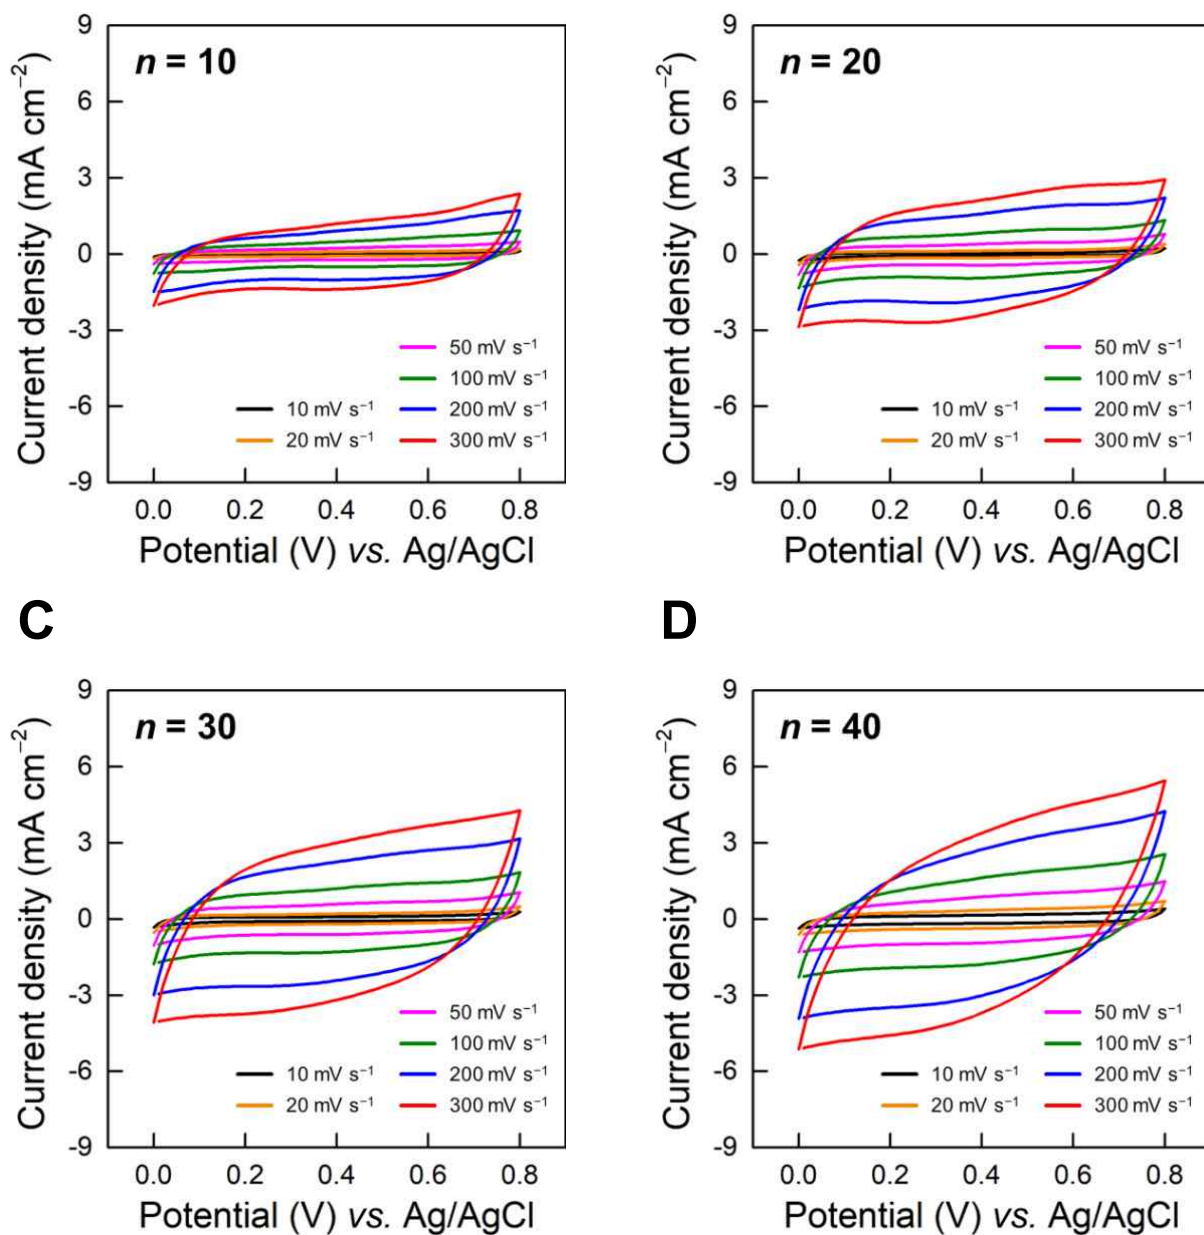 n = 10
Current density (mA cm⁻²)
9
6
3
0
-3
-6
-9
50 mV s⁻¹
100 mV s⁻¹
10 mV s⁻¹
200 mV s⁻¹
20 mV s⁻¹
300 mV s⁻¹
0.0 0.2 0.4 0.6 0.8
Potential (V) vs. Ag/AgCl
n = 20
Current density (mA cm⁻²)
9
6
3
0
-3
-6
-9
50 mV s⁻¹
100 mV s⁻¹
10 mV s⁻¹
200 mV s⁻¹
20 mV s⁻¹
300 mV s⁻¹
0.0 0.2 0.4 0.6 0.8
Potential (V) vs. Ag/AgCl
C
n = 30
Current density (mA cm⁻²)
9
6
3
0
-3
-6
-9
50 mV s⁻¹
100 mV s⁻¹
10 mV s⁻¹
200 mV s⁻¹
20 mV s⁻¹
300 mV s⁻¹
0.0 0.2 0.4 0.6 0.8
Potential (V) vs. Ag/AgCl
D
n = 40
Current density (mA cm⁻²)
9
6
3
0
-3
-6
-9
50 mV s⁻¹
100 mV s⁻¹
10 mV s⁻¹
200 mV s⁻¹
20 mV s⁻¹
300 mV s⁻¹
0.0 0.2 0.4 0.6 0.8
Potential (V) vs. Ag/AgCl